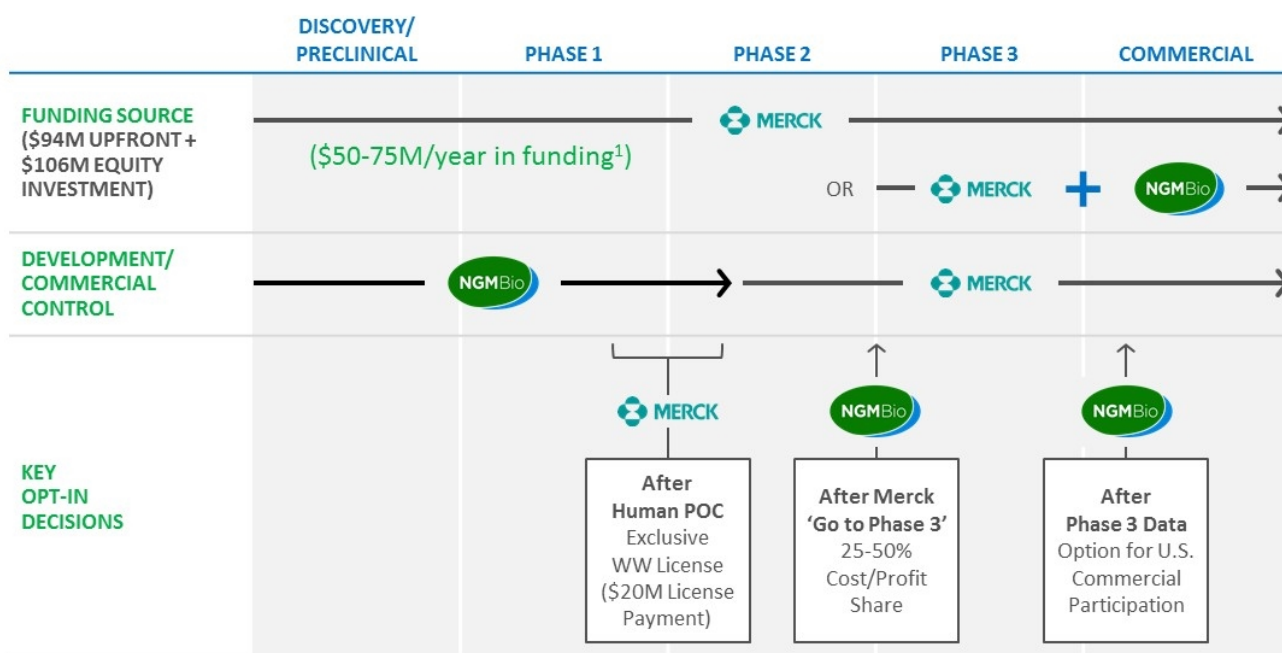 DISCOVERY/
PRECLINICAL
PHASE 1
PHASE 2
PHASE 3
COMMERCIAL
FUNDING SOURCE
($94M UPFRONT +
$106M EQUITY
INVESTMENT)
MERCK
($50-75M/year in funding¹)
OR
MERCK
+
NGMBio
DEVELOPMENT/
COMMERCIAL
CONTROL
NGMBio
MERCK
KEY
OPT-IN
DECISIONS
MERCK
After
Human POC
Exclusive
WW License
($20M License
Payment)
NGMBio
After Merck
‘Go to Phase 3’
25-50%
Cost/Profit
Share
NGMBio
After
Phase 3 Data
Option for U.S.
Commercial
Participation